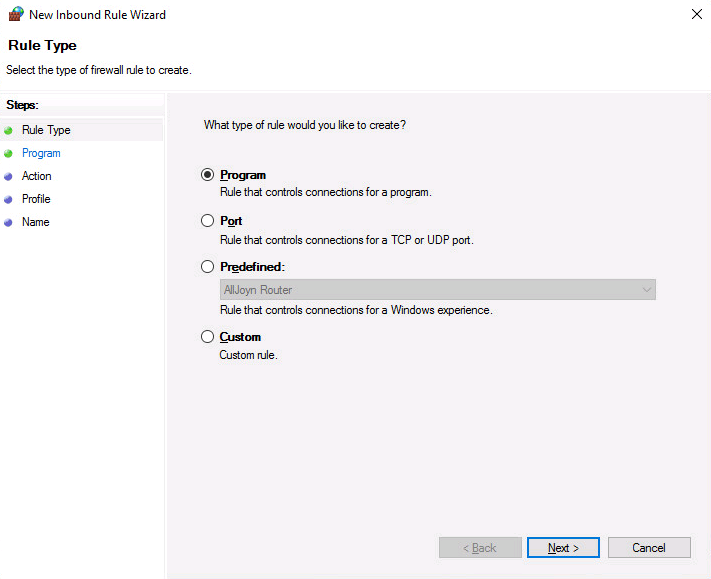 New Inbound Rule Wizard
Rule Type
Select the type of firewall rule to create.
Steps:
Rule Type
Program
Action
Profile
Name
What type of rule would you like to create?
Program
Rule that controls connections for a program.
Port
Rule that controls connections for a TCP or UDP port.
Predefined:
AllJoyn Router
Rule that controls connections for a Windows experience.
Custom
Custom rule.
< Back
Next >
Cancel